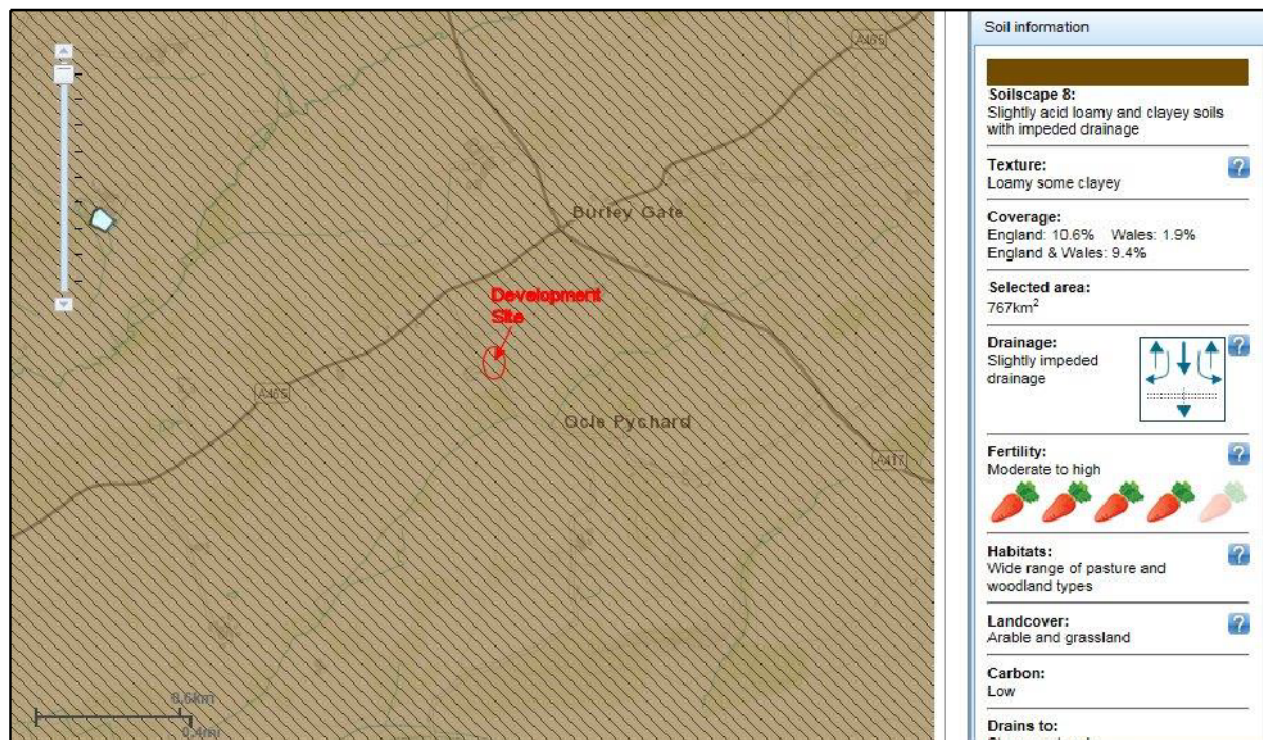 A465
Burley Gate
Development
Site
A465
Ocle Pychard
A417
0.6km
0.4mi
Soil information
Soilscape 8:
Slightly acid loamy and clayey soils
with impeded drainage
Texture:
?
Loamy some clayey
Coverage:
England: 10.6% Wales: 1.9%
England & Wales: 9.4%
Selected area:
767km²
Drainage:
?
Slightly impeded
drainage
Fertility:
?
Moderate to high
Habitats:
?
Wide range of pasture and
woodland types
Landcover:
?
Arable and grassland
Carbon:
Low
Drains to: